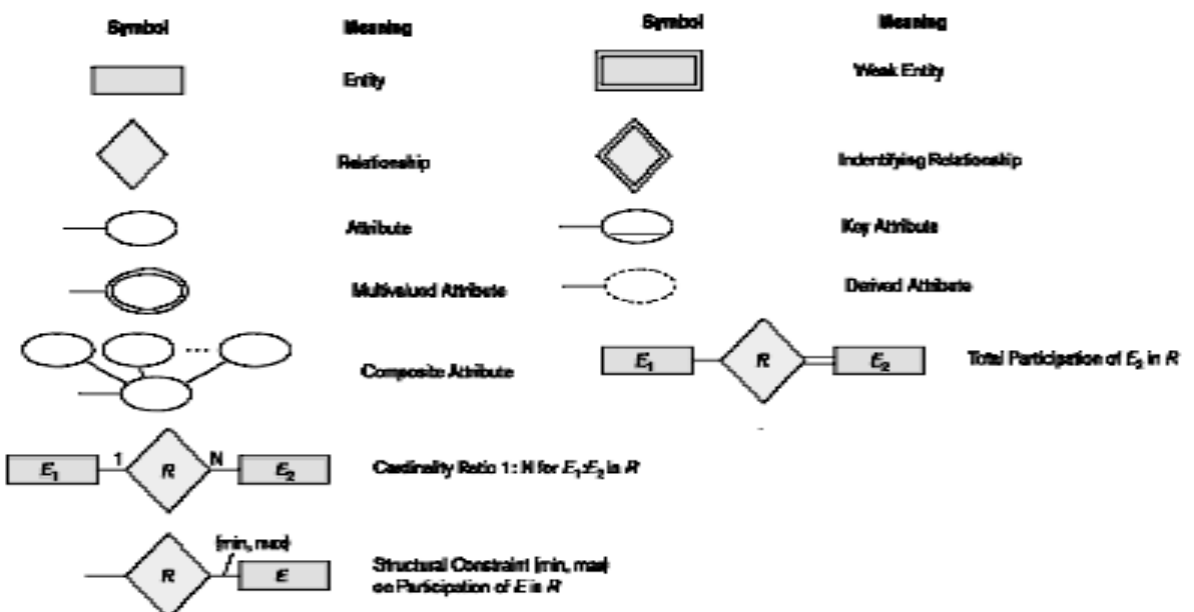 Symbol Meaning Symbol Meaning
Entity
Weak Entity
Relationship
Indentifying Relationship
Attribute
Key Attribute
Multivalued Attribute
Derived Attribute
Composite Attribute
E1 R E2 Total Participation of E2 in R
E1 1 R N E2 Cardinality Ratio 1 : N for E1:E2 in R
(min, max)
R E Structural Constraint (min, max)
on Participation of E in R